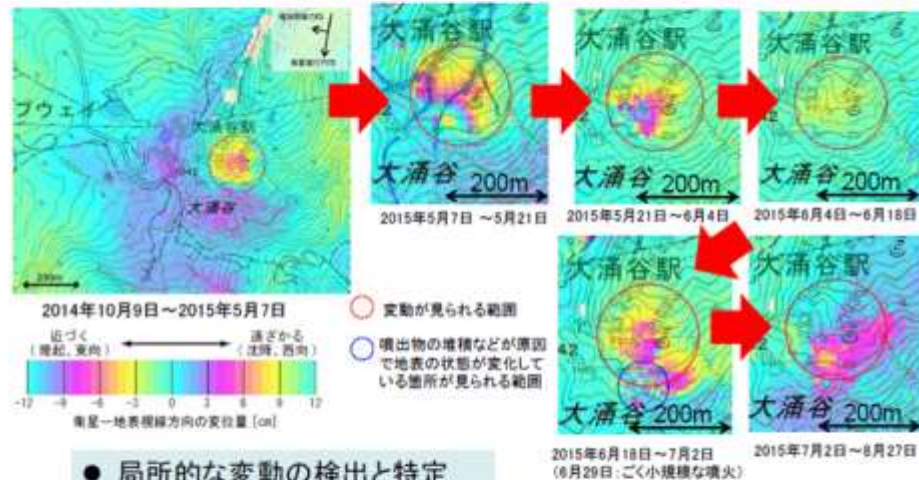 大涌谷駅
大涌谷駅
大涌谷駅
大涌谷駅
プウェイ
大涌谷
200m
大涌谷
200m
大涌谷
200m
大涌谷
200m
2015年5月7日 ～5月21日
2015年5月21日～6月4日
2015年6月4日～6月18日
2014年10月9日～2015年5月7日
近づく
(隆起、東向)
遠ざかる
(沈降、西向)
-12 -9 -6 -3 0 3 6 9 12
衛星－地表視線方向の変位量 [cm]
変動が見られる範囲
噴出物の堆積などが原因
で地表の状態が変化して
いる箇所が見られる範囲
大涌谷駅
大涌谷駅
大涌谷
200m
大涌谷
200m
2015年6月18日～7月2日
(6月29日：ごく小規模な噴火)
2015年7月2日～8月27日
● 局所的な変動の検出と特定